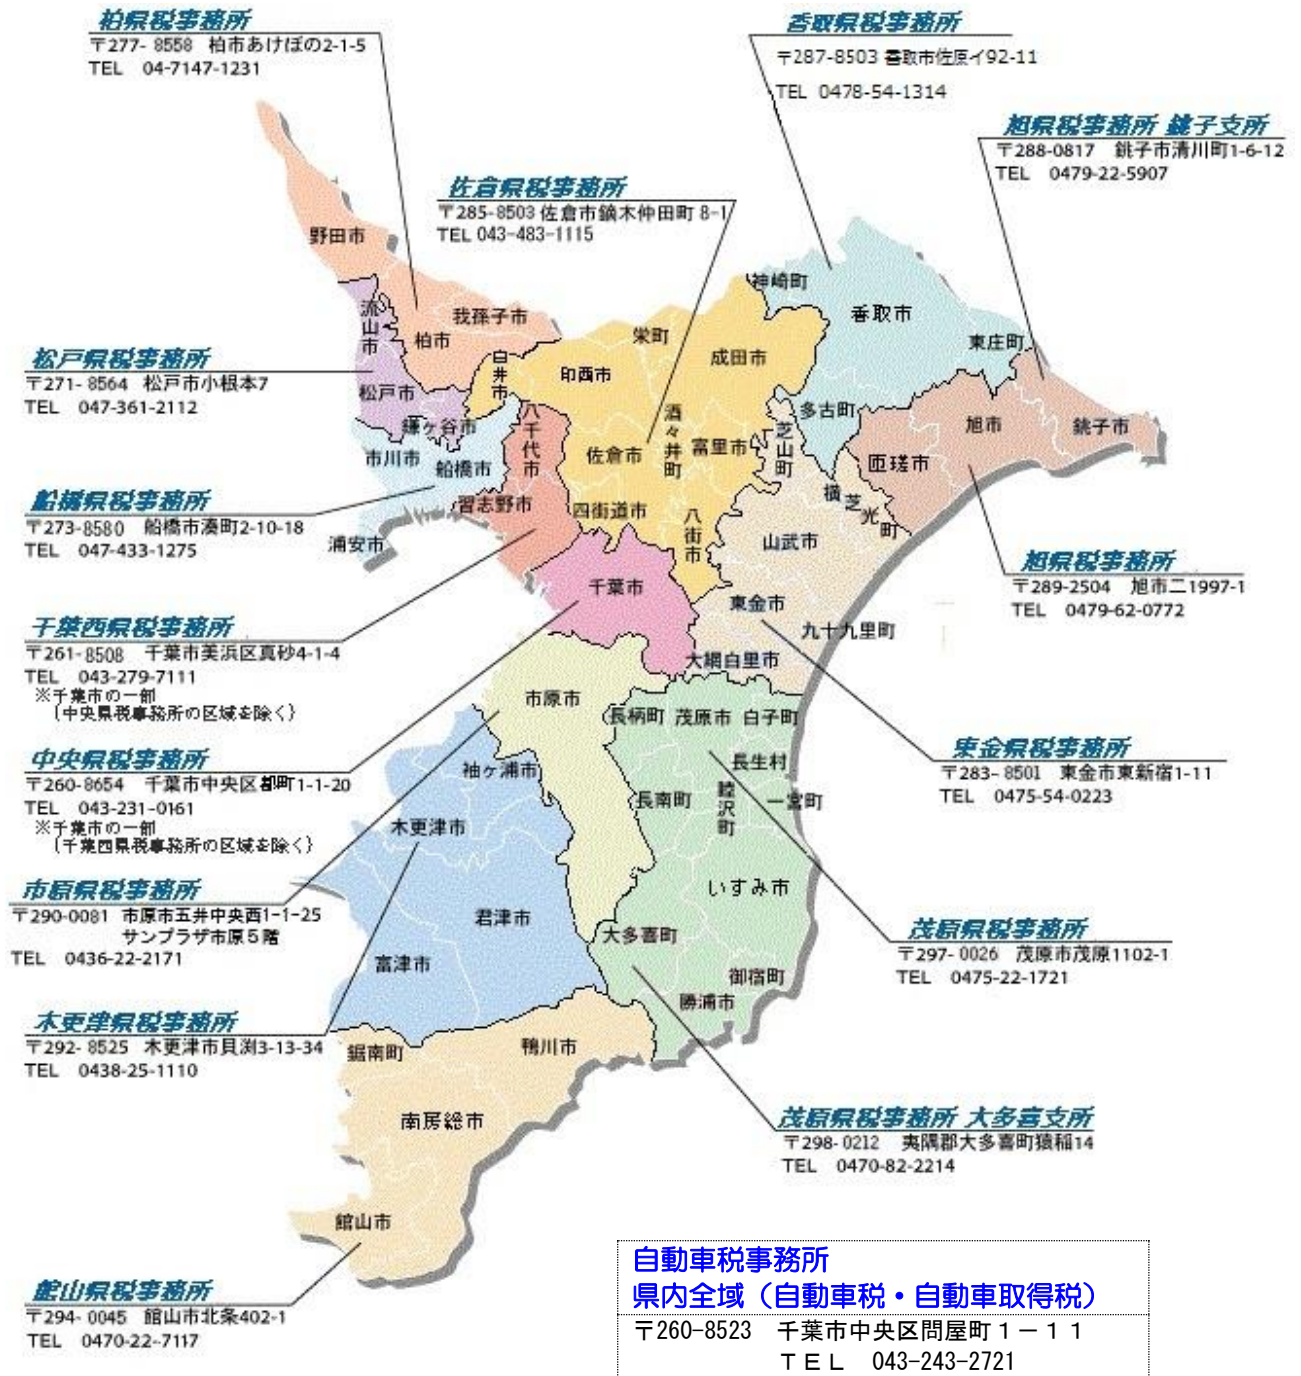 柏県税事務所
〒277-8558 柏市あけぼの2-1-5
TEL 04-7147-1231
香取県税事務所
〒287-8503 香取市佐原イ92-11
TEL 0478-54-1314
旭県税事務所 銚子支所
〒288-0817 銚子市清川町1-6-12
TEL 0479-22-5907
佐倉県税事務所
〒285-8503 佐倉市鏑木仲田町 8-1
TEL 043-483-1115
松戸県税事務所
〒271-8564 松戸市小根本7
TEL 047-361-2112
船橋県税事務所
〒273-8580 船橋市湊町2-10-18
TEL 047-433-1275
旭県税事務所
〒289-2504 旭市二1997-1
TEL 0479-62-0772
千葉西県税事務所
〒261-8508 千葉市美浜区真砂4-1-4
TEL 043-279-7111
※千葉市の一部
〔中央県税事務所の区域を除く〕
中央県税事務所
〒260-8654 千葉市中央区都町1-1-20
TEL 043-231-0161
※千葉市の一部
〔千葉西県税事務所の区域を除く〕
東金県税事務所
〒283-8501 東金市東新宿1-11
TEL 0475-54-0223
市原県税事務所
〒290-0081 市原市五井中央西1-1-25
サンプラザ市原5階
TEL 0436-22-2171
茂原県税事務所
〒297-0026 茂原市茂原1102-1
TEL 0475-22-1721
木更津県税事務所
〒292-8525 木更津市貝渕3-13-34
TEL 0438-25-1110
茂原県税事務所 大多喜支所
〒298-0212 夷隅郡大多喜町猿稲14
TEL 0470-82-2214
館山県税事務所
〒294-0045 館山市北条402-1
TEL 0470-22-7117
野田市
流山市
柏市
我孫子市
松戸市
鎌ヶ谷市
白井市
市川市
船橋市
浦安市
八千代市
習志野市
印西市
栄町
成田市
佐倉市
酒々井町
富里市
四街道市
八街市
神崎町
香取市
東庄町
多古町
旭市
銚子市
匝瑳市
芝山町
横芝光町
山武市
東金市
九十九里町
大網白里市
千葉市
市原市
長柄町
茂原市
白子町
長生村
長南町
睦沢町
一宮町
いすみ市
大多喜町
御宿町
勝浦市
袖ヶ浦市
木更津市
君津市
富津市
鋸南町
鴨川市
南房総市
館山市
自動車税事務所
県内全域（自動車税・自動車取得税）
〒260-8523 千葉市中央区問屋町１－１１
ＴＥＬ 043-243-2721